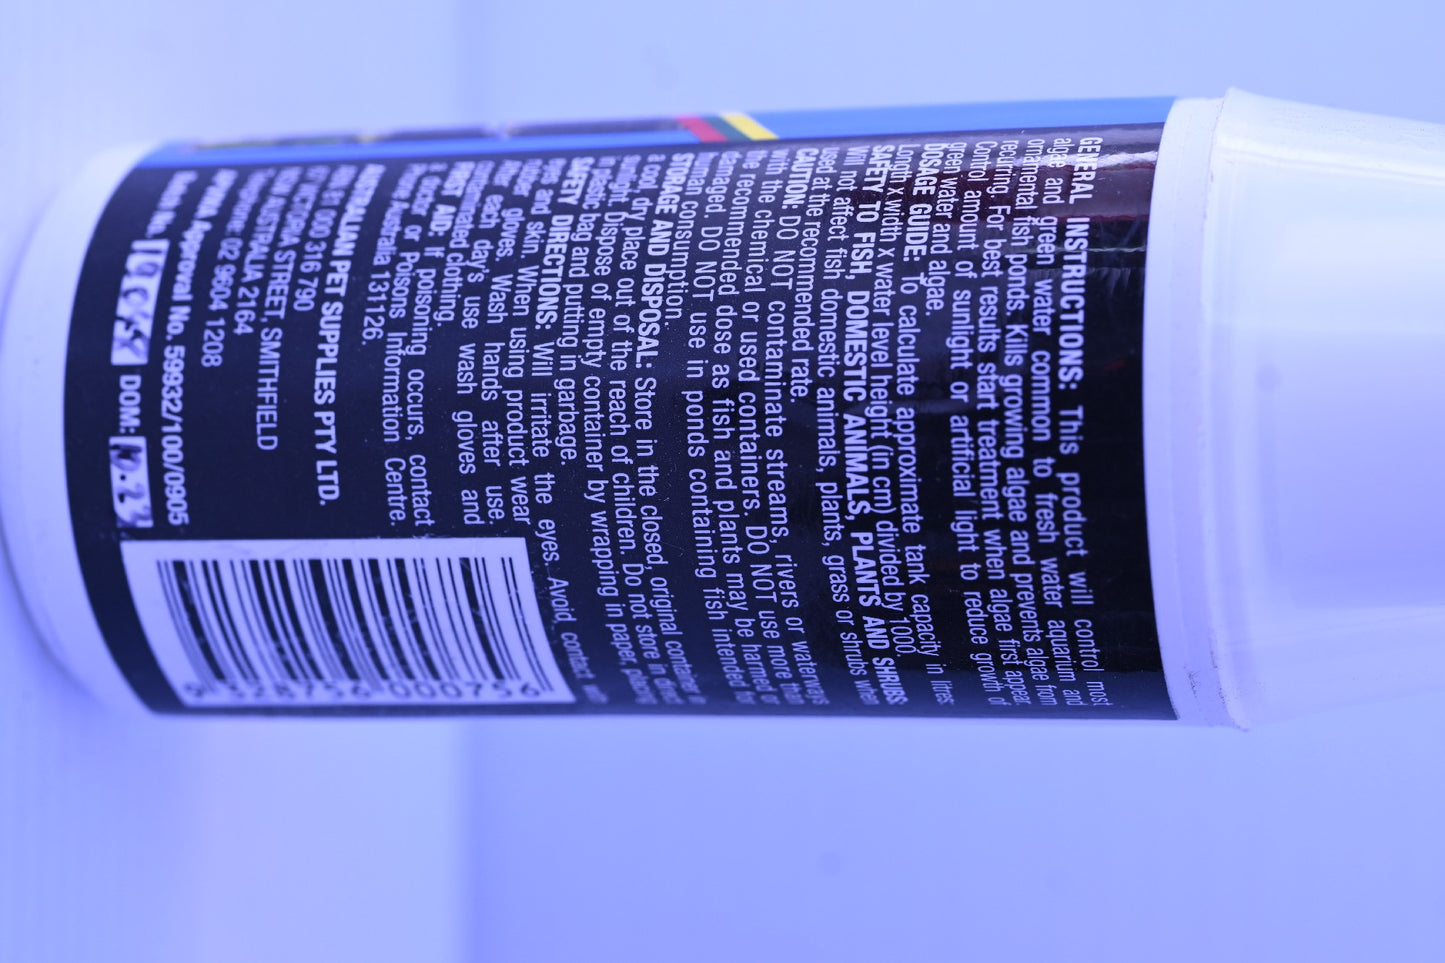 GENERAL INSTRUCTIONS: This product will control most
algae and green water common to fresh water aquarium and
ornamental fish ponds. Kills growing algae and prevents algae from
recurring. For best results start treatment when algae first appear.
Control amount of sunlight or artificial light to reduce growth of
green water and algae.
DOSAGE GUIDE: To calculate approximate tank capacity in litres:
Length x width x water level height (in cm) divided by 1000.
SAFETY TO FISH, DOMESTIC ANIMALS, PLANTS AND SHRUBS:
Will not affect fish domestic animals, plants, grass or shrubs when
used at the recommended rate.
CAUTION: DO NOT contaminate streams, rivers or waterways
with the chemical or used containers. DO NOT use more than
the recommended dose as fish and plants may be harmed or
damaged. DO NOT use in ponds containing fish intended for
human consumption.
STORAGE AND DISPOSAL: Store in the closed, original container in
a cool, dry place out of the reach of children. Do not store in direct
sunlight. Dispose of empty container by wrapping in paper, placing
in plastic bag and putting in garbage.
SAFETY DIRECTIONS: Will irritate the eyes. Avoid contact with
eyes and skin. When using product wear
rubber gloves. Wash hands after use.
After each day's use wash gloves and
contaminated clothing.
FIRST AID: If poisoning occurs, contact
a doctor or Poisons Information Centre.
Phone Australia 131126.
AUSTRALIAN PET SUPPLIES PTY LTD.
81 000 316 790
VICTORIA STREET, SMITHFIELD
NSW AUSTRALIA 2164
Telephone: 02 9604 1208
APVMA Approval No. 59932/100/0905
Batch No. DOM:
9 328756 000756